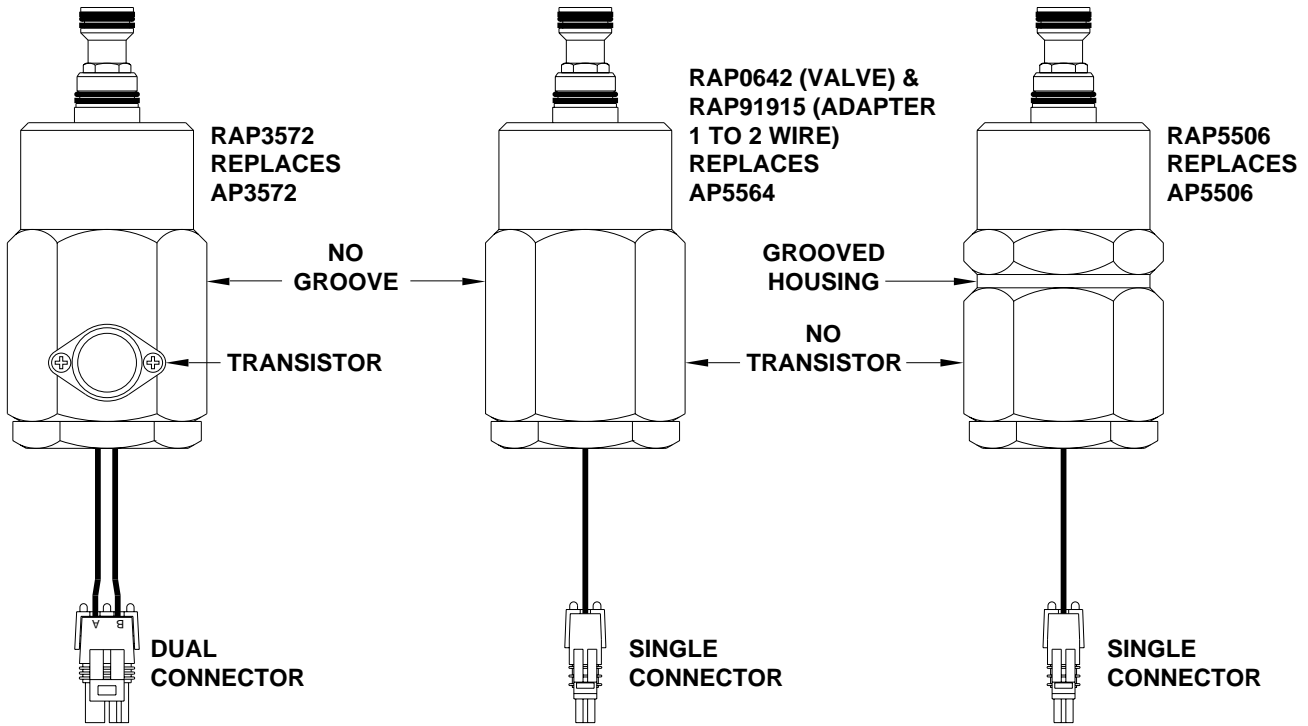 RAP3572
REPLACES
AP3572
RAP0642 (VALVE) &
RAP91915 (ADAPTER
1 TO 2 WIRE)
REPLACES
AP5564
RAP5506
REPLACES
AP5506
NO
GROOVE
GROOVED
HOUSING
TRANSISTOR
NO
TRANSISTOR
A
B
DUAL
CONNECTOR
SINGLE
CONNECTOR
SINGLE
CONNECTOR